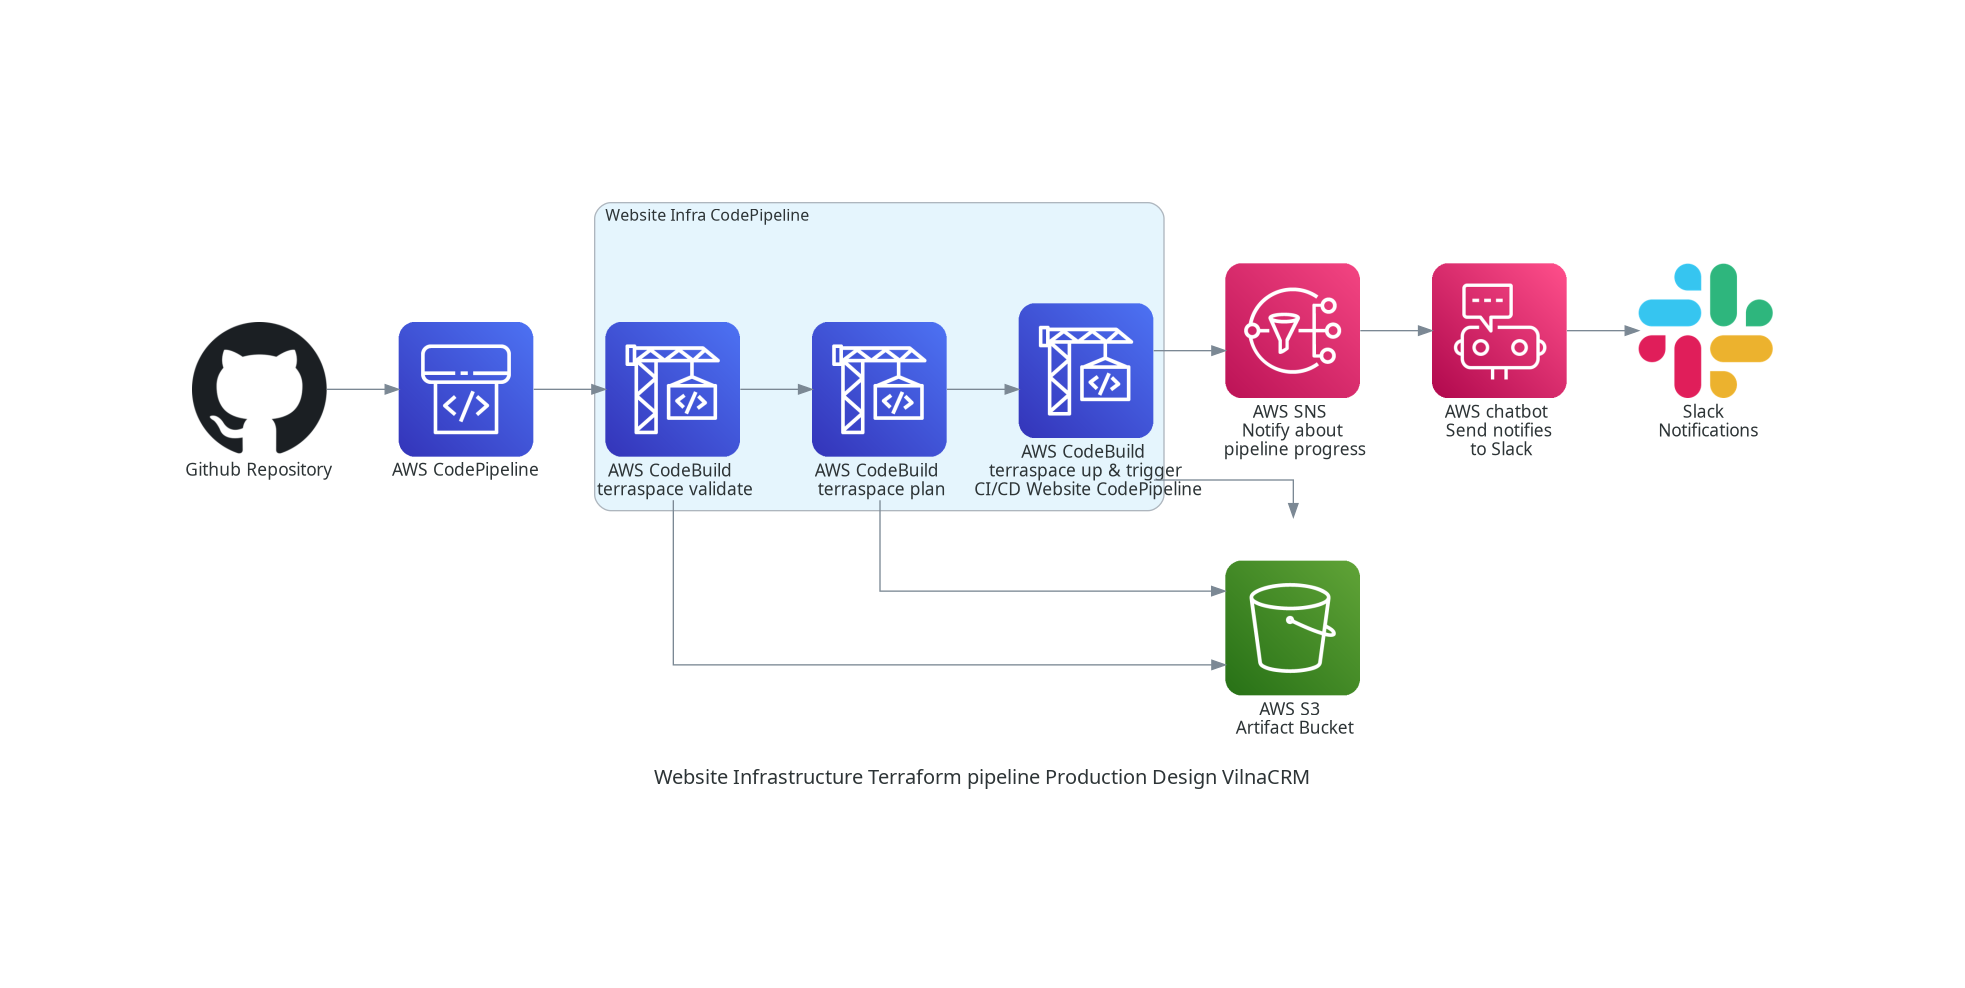 Website Infra CodePipeline
Github Repository
AWS CodePipeline
AWS CodeBuild
terraspace validate
AWS CodeBuild
terraspace plan
AWS CodeBuild
terraspace up & trigger
CI/CD Website CodePipeline
AWS SNS
Notify about
pipeline progress
AWS chatbot
Send notifies
to Slack
Slack
Notifications
AWS S3
Artifact Bucket
Website Infrastructure Terraform pipeline Production Design VilnaCRM